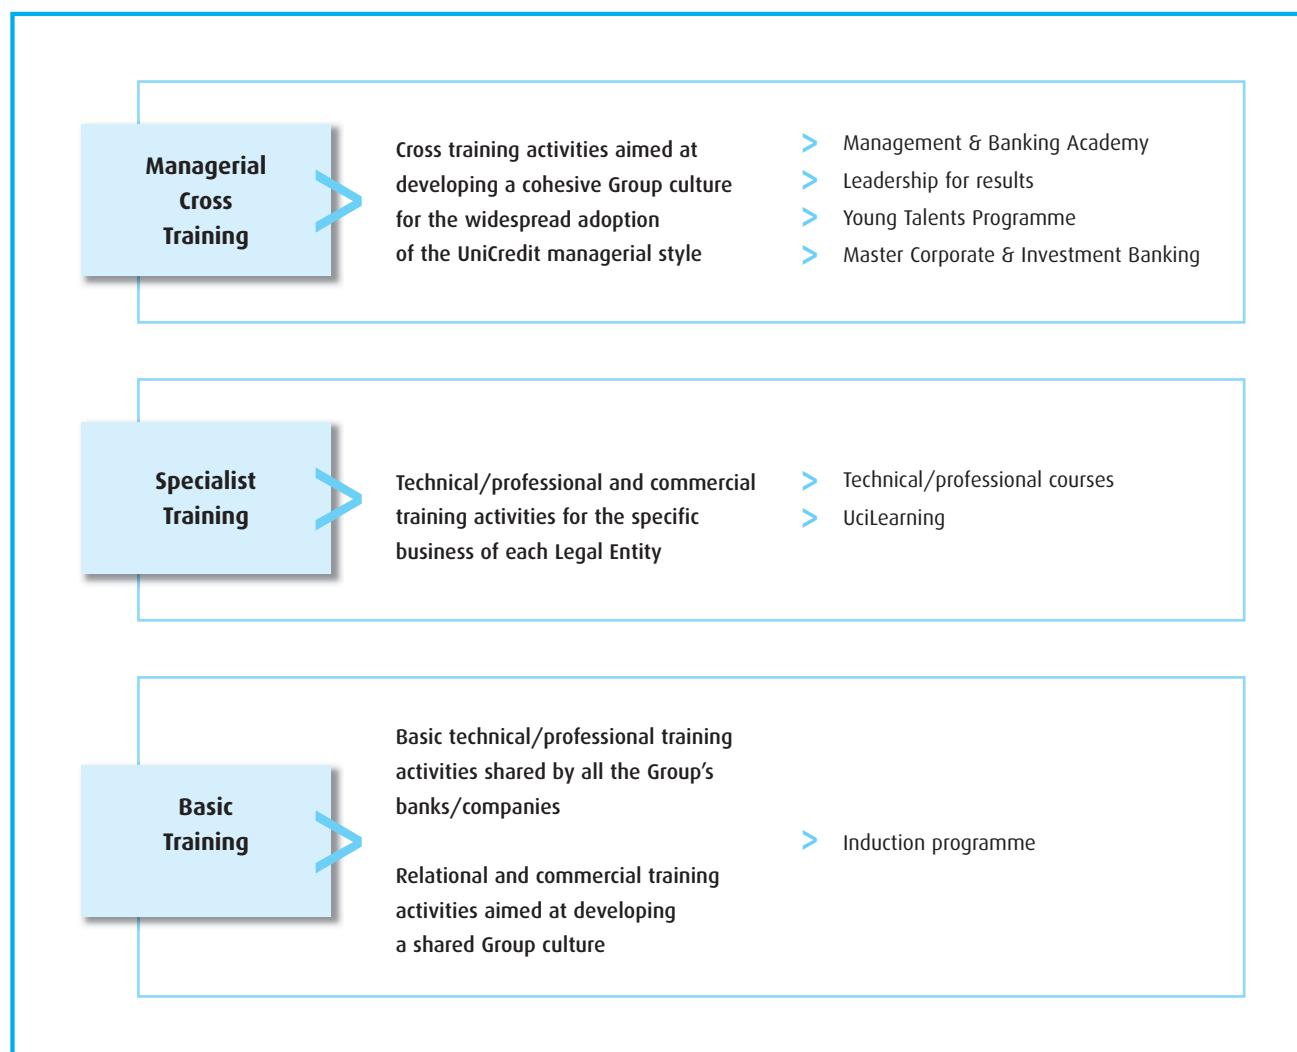 Managerial
Cross
Training
Cross training activities aimed at
developing a cohesive Group culture
for the widespread adoption
of the UniCredit managerial style
> Management & Banking Academy
> Leadership for results
> Young Talents Programme
> Master Corporate & Investment Banking
Specialist
Training
Technical/professional and commercial
training activities for the specific
business of each Legal Entity
> Technical/professional courses
> UciLearning
Basic
Training
Basic technical/professional training
activities shared by all the Group's
banks/companies
Relational and commercial training
activities aimed at developing
a shared Group culture
> Induction programme